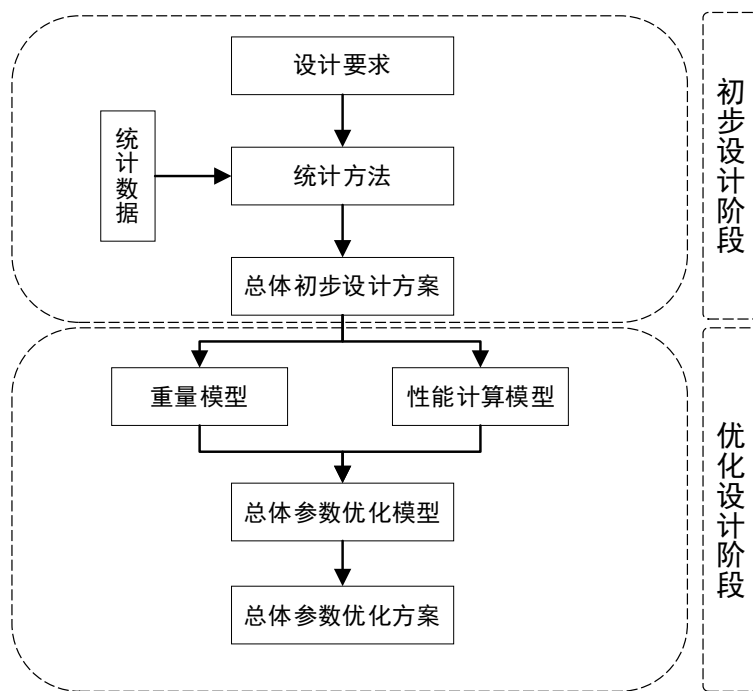 设计要求
统计数据
统计方法
总体初步设计方案
初步设计阶段
重量模型
性能计算模型
总体参数优化模型
总体参数优化方案
优化设计阶段